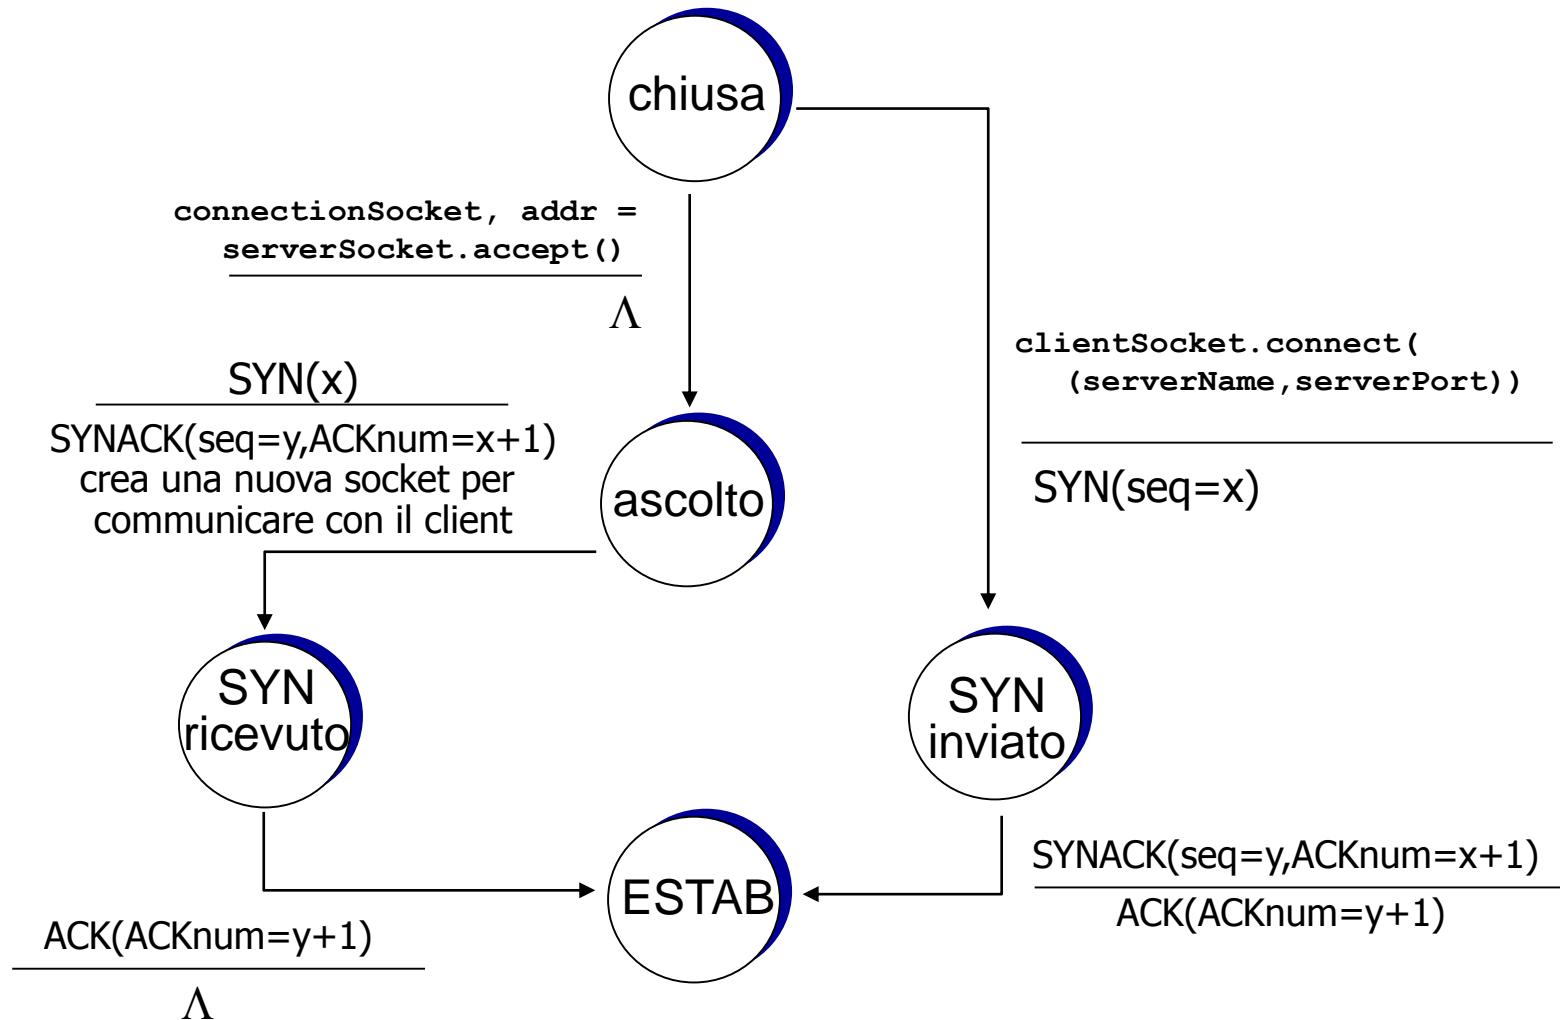 chiusa
connectionSocket, addr =
serverSocket.accept()
Λ
clientSocket.connect(
(serverName,serverPort))
SYN(seq=x)
SYN(x)
SYNACK(seq=y,ACKnum=x+1)
crea una nuova socket per
communicare con il client
ascolto
SYN
ricevuto
SYN
inviato
ESTAB
SYNACK(seq=y,ACKnum=x+1)
ACK(ACKnum=y+1)
ACK(ACKnum=y+1)
Λ